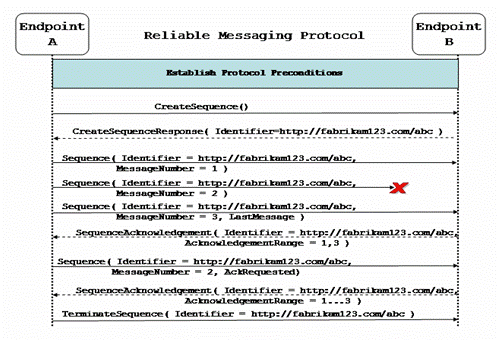 Endpoint
A
Reliable Messaging Protocol
Endpoint
B
Establish Protocol Preconditions
CreateSequence()
CreateSequenceResponse( Identifier=http://fabrikam123.com/abc )
Sequence( Identifier = http://fabrikam123.com/abc,
MessageNumber = 1 )
Sequence( Identifier = http://fabrikam123.com/abc,
MessageNumber = 2 )
Sequence( Identifier = http://fabrikam123.com/abc,
MessageNumber = 3, LastMessage )
SequenceAcknowledgement( Identifier = http://fabrikam123.com/abc,
AcknowledgementRange = 1,3 )
Sequence( Identifier = http://fabrikam123.com/abc,
MessageNumber = 2, AckRequested)
SequenceAcknowledgement( Identifier = http://fabrikam123.com/abc,
AcknowledgementRange = 1...3 )
TerminateSequence( Identifier = http://fabrikam123.com/abc )